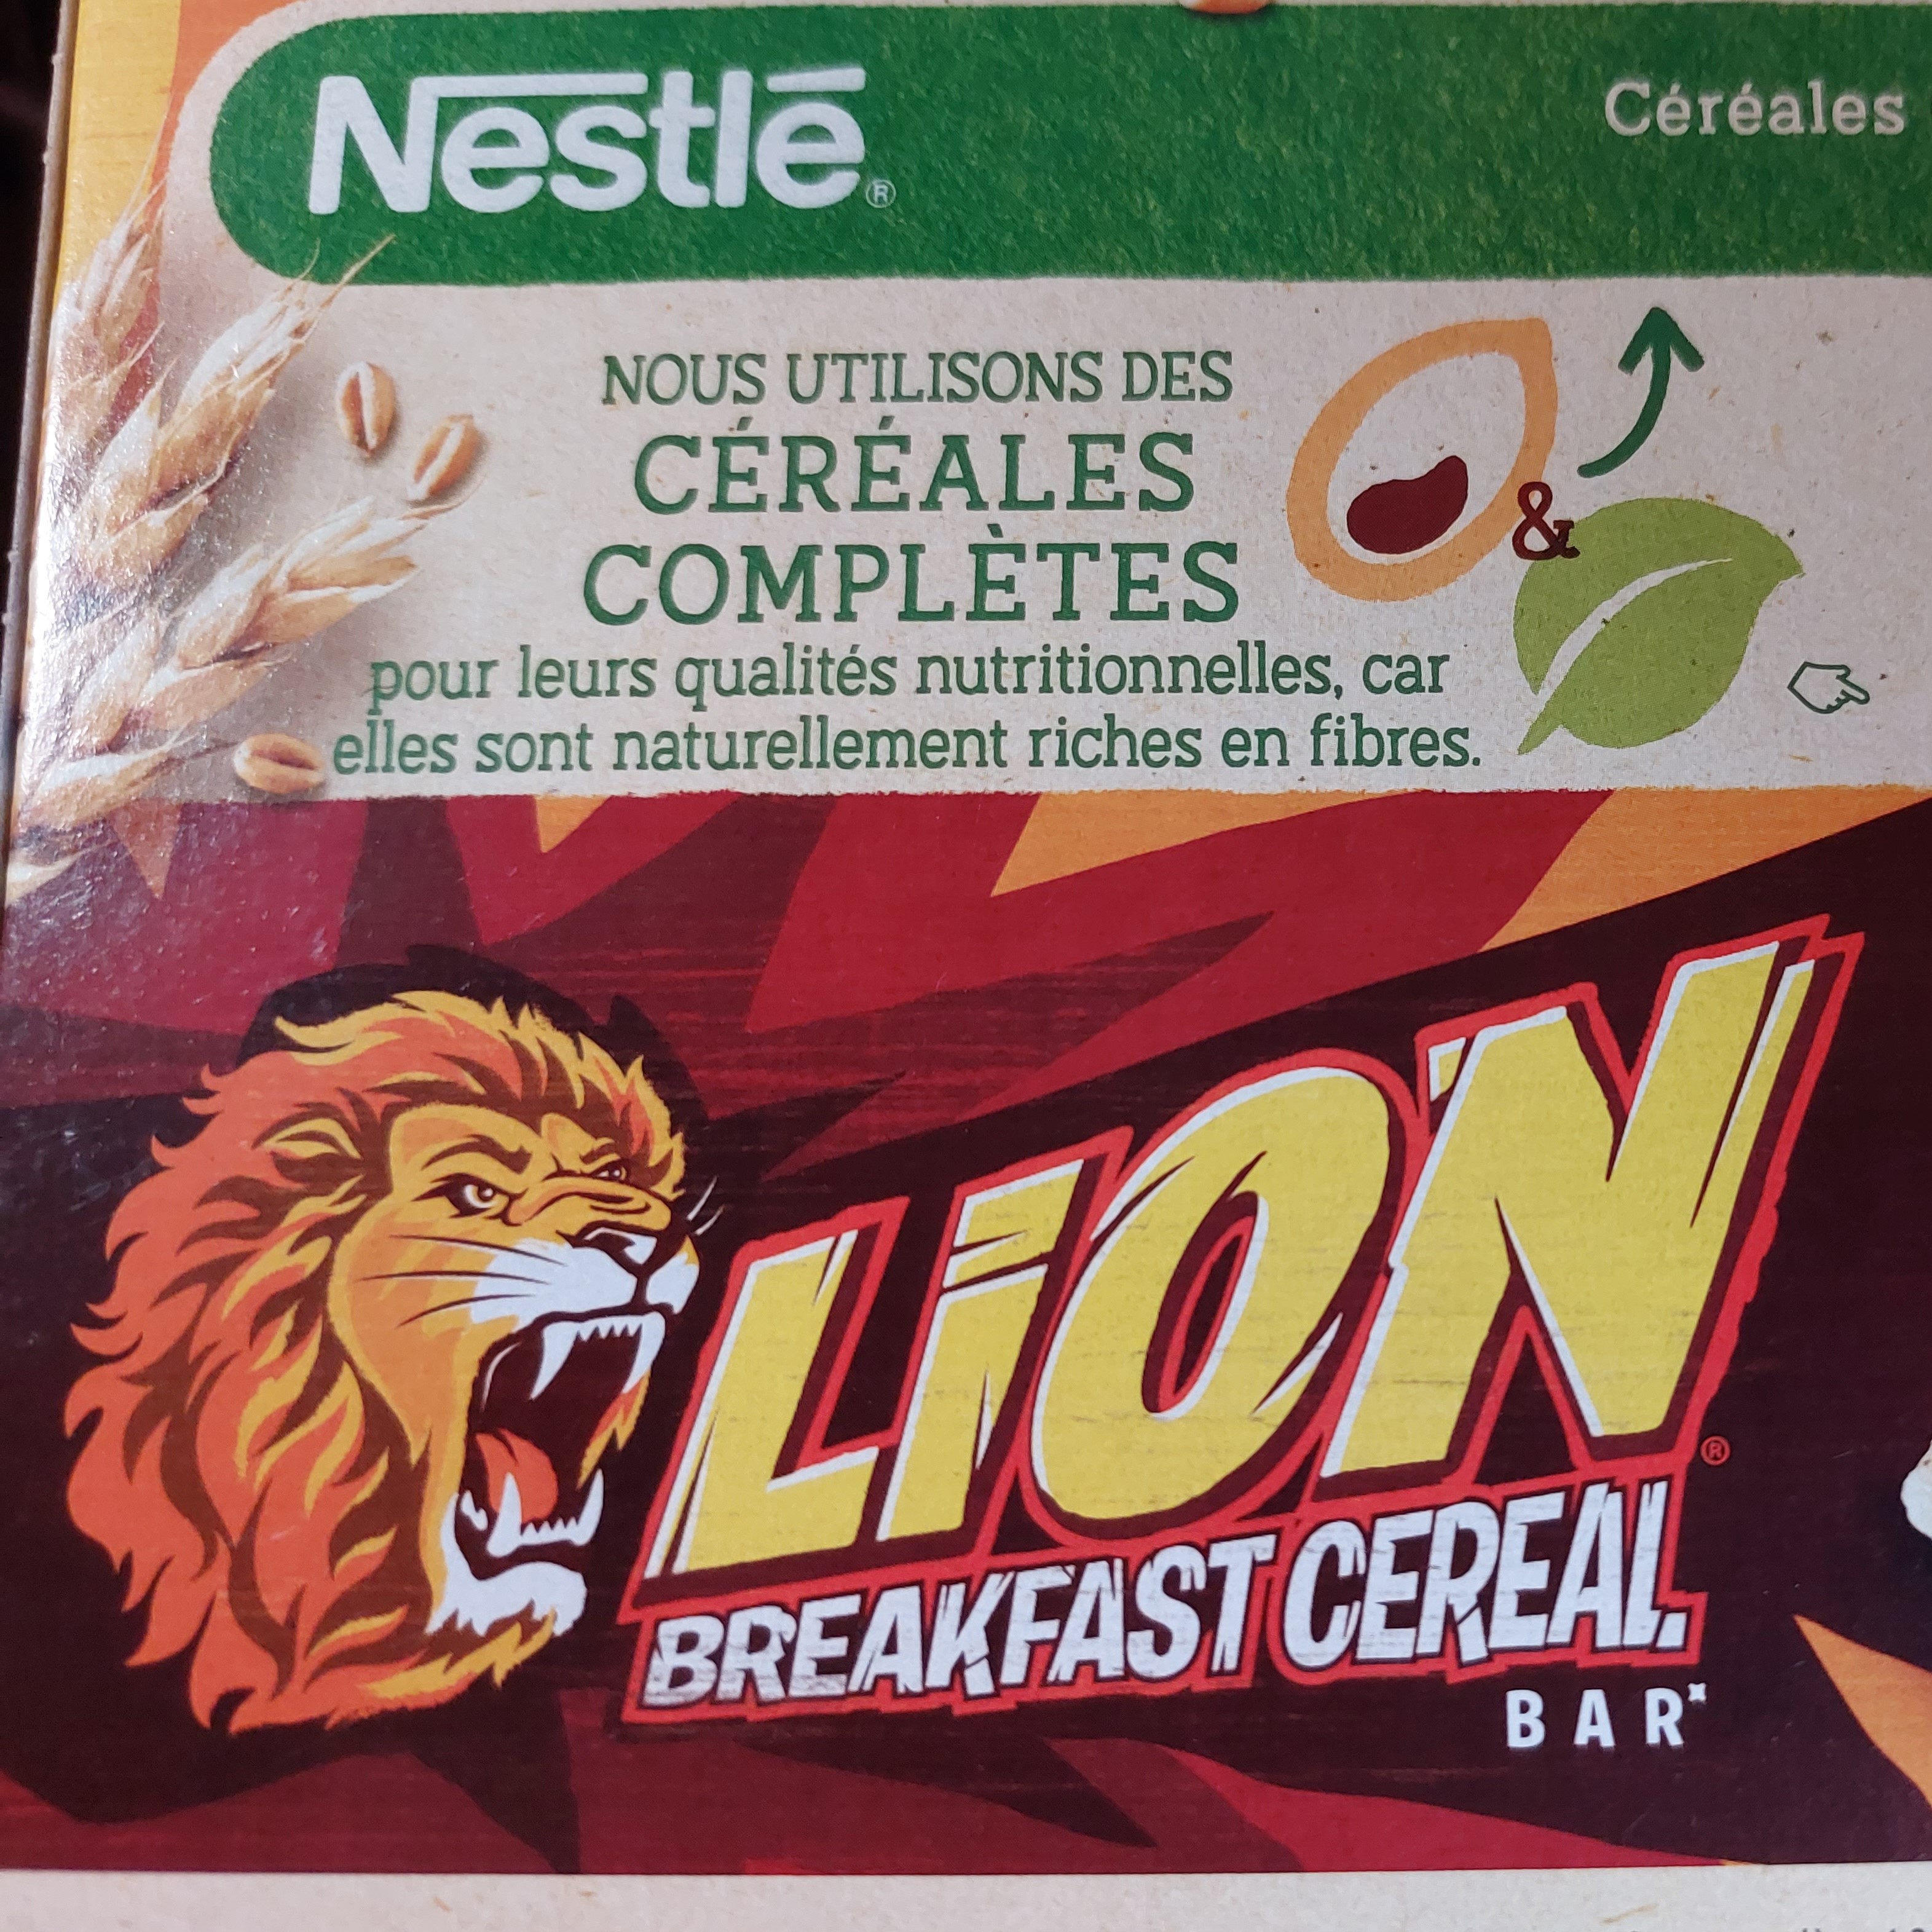 Nestlé®
Céréales
NOUS UTILISONS DES
CÉRÉALES
COMPLÈTES
&
pour leurs qualités nutritionnelles, car
elles sont naturellement riches en fibres.
LION®
BREAKFAST CEREAL
BAR*